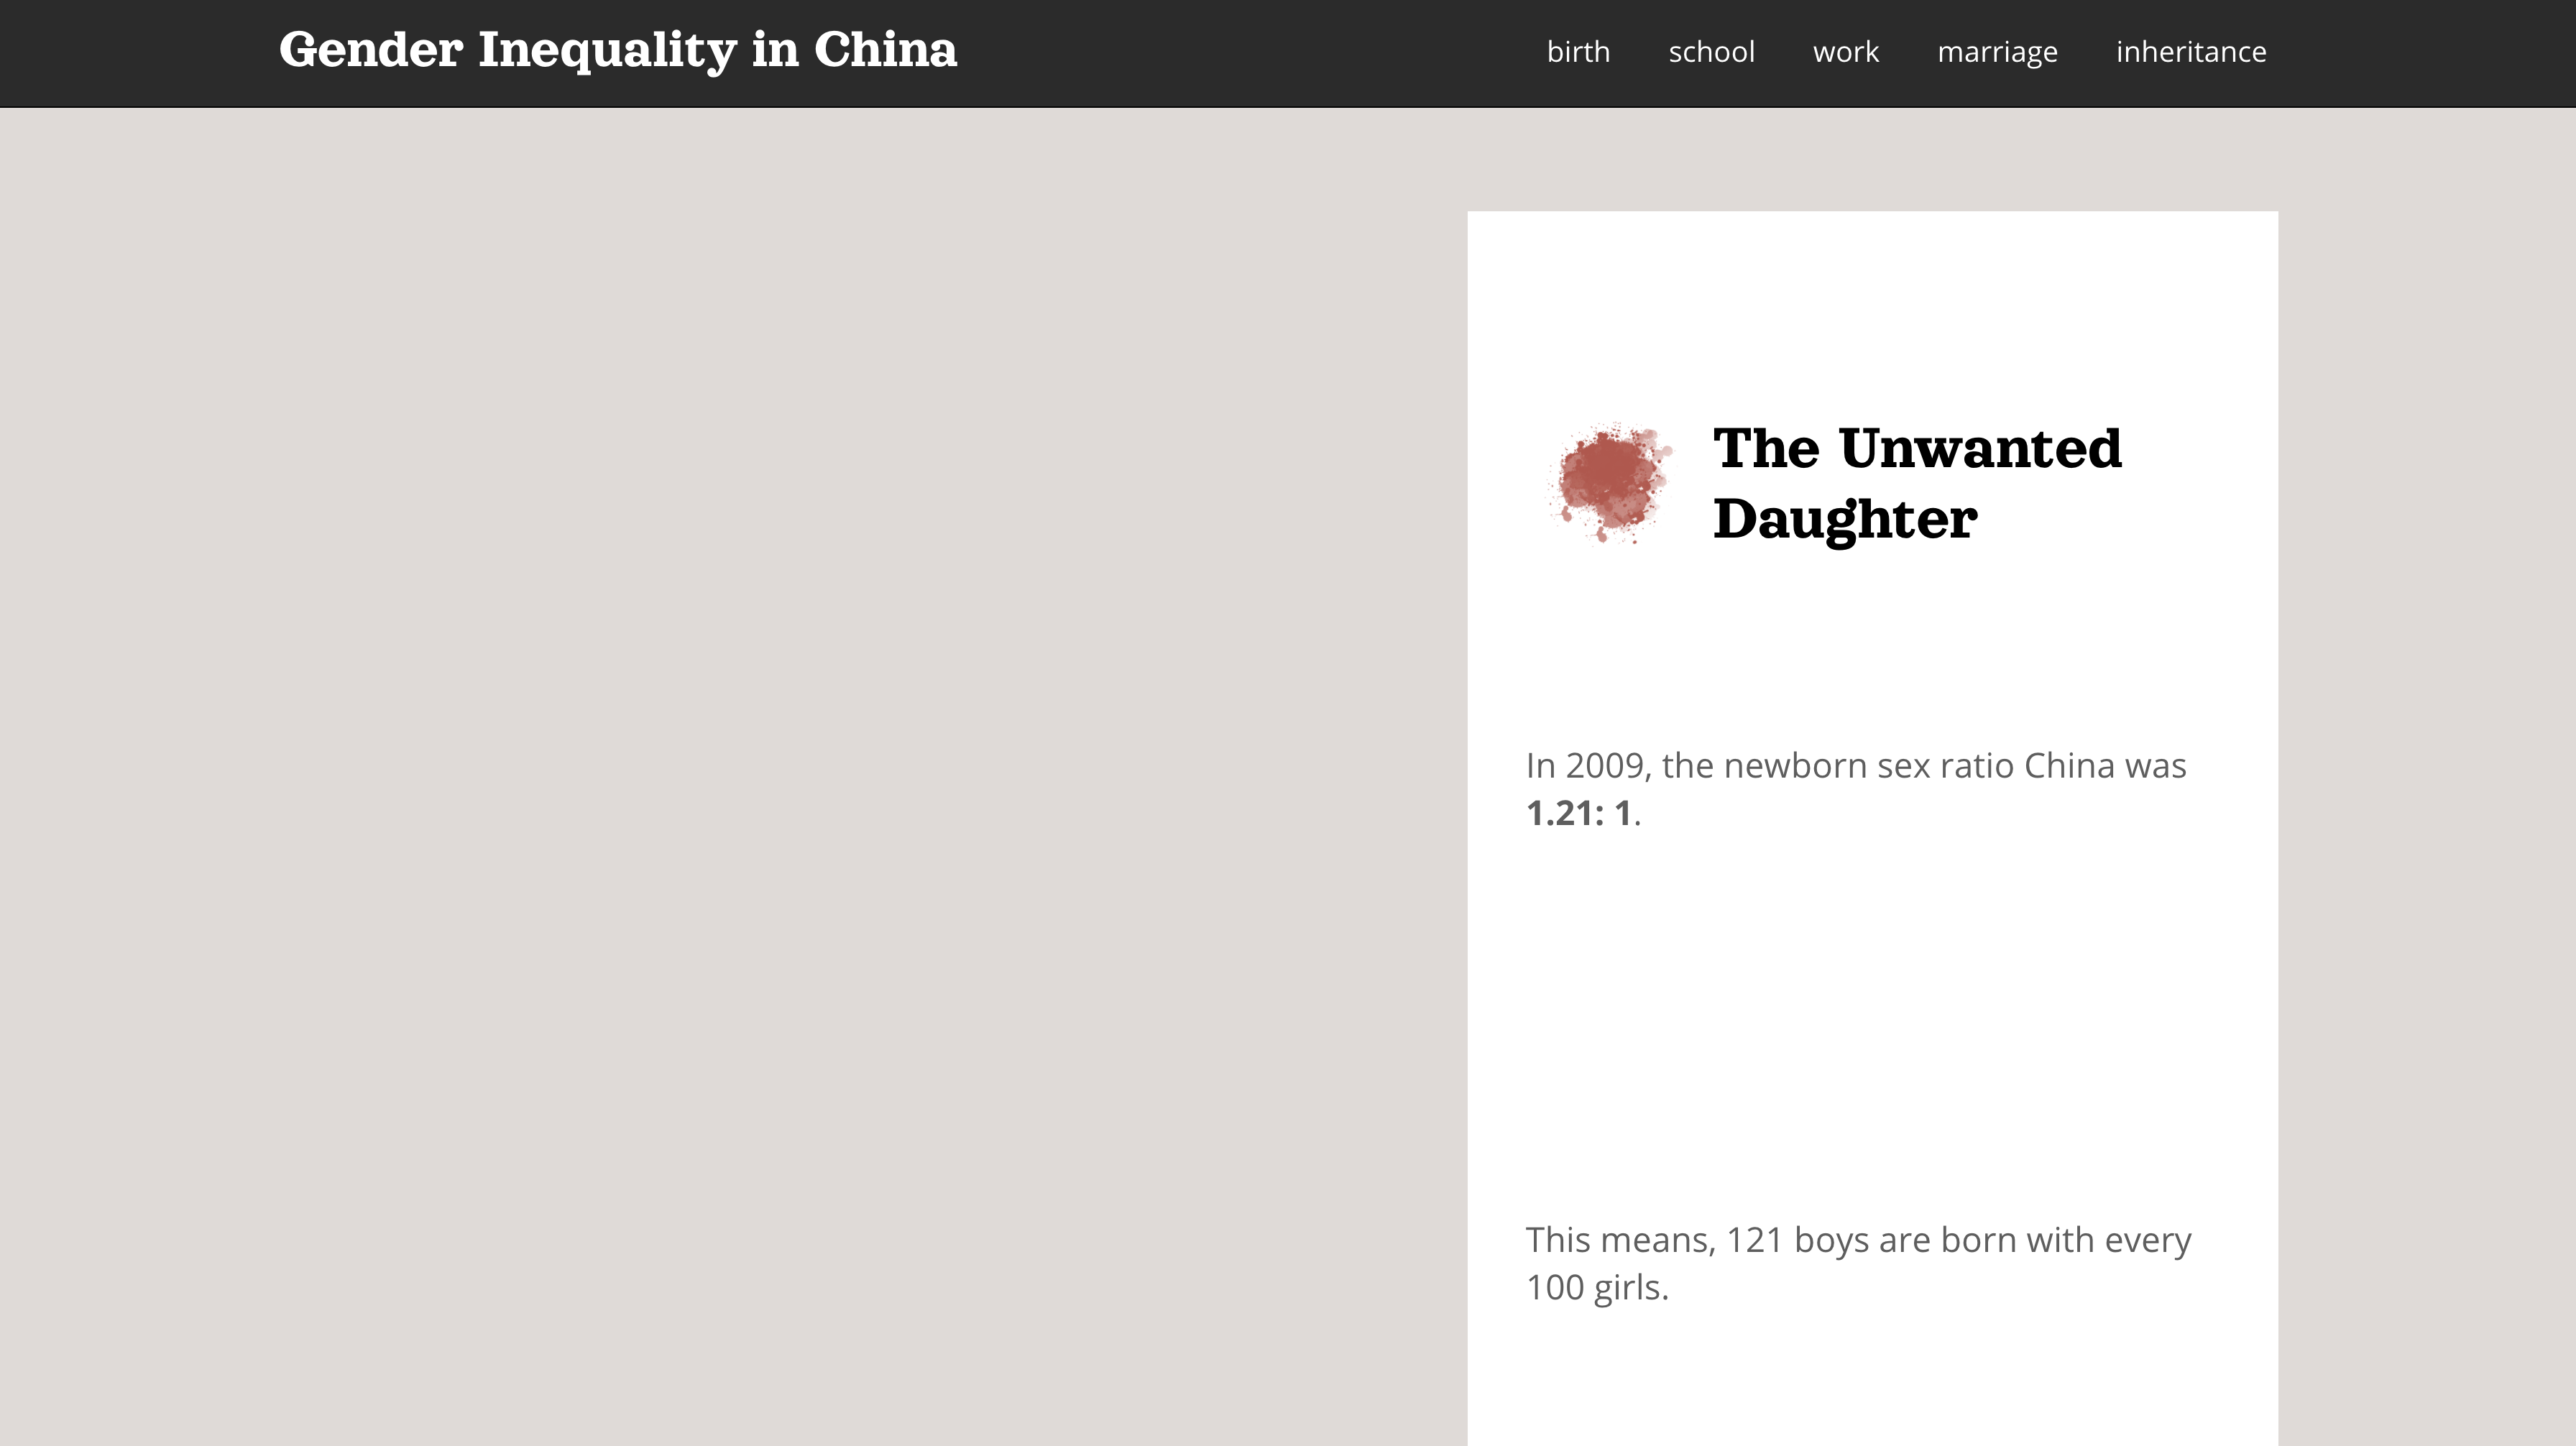 Gender Inequality in China
birth school work marriage inheritance
The Unwanted
Daughter
In 2009, the newborn sex ratio China was
1.21: 1.
This means, 121 boys are born with every
100 girls.